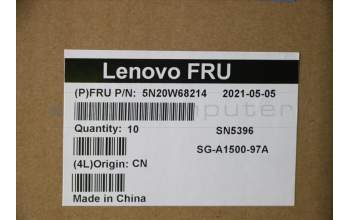 Lenovo FRU
(P)FRU P/N: 5N20W68214 2021-05-05
Quantity: 10 SN5396
SG-A1500-97A
(4L)Origin: CN
Made in China